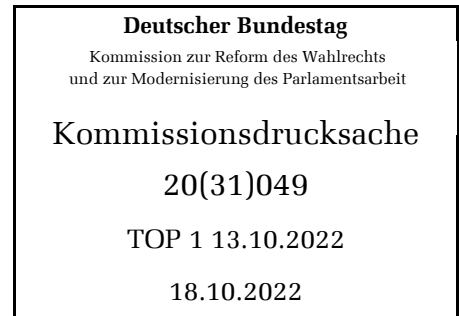 Deutscher Bundestag
Kommission zur Reform des Wahlrechts
und zur Modernisierung des Parlamentsarbeit
Kommissionsdrucksache
20(31)049
TOP 1 13.10.2022
18.10.2022